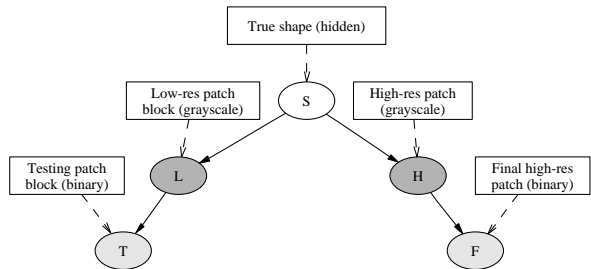 True shape (hidden)
Low-res patch
block (grayscale)
High-res patch
(grayscale)
S
Testing patch
block (binary)
L
H
Final high-res
patch (binary)
T
F